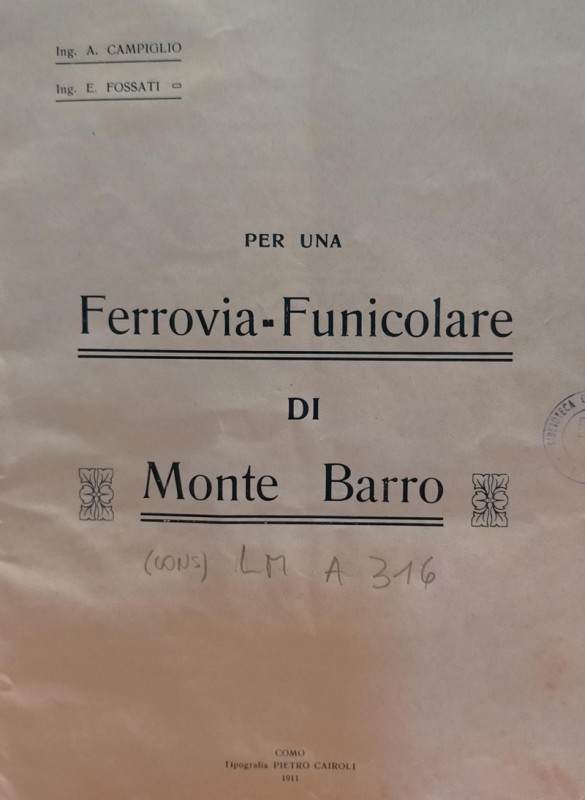 Ing. A. CAMPIGLIO
Ing. E. FOSSATI
PER UNA
Ferrovia-Funicolare
DI
Monte Barro
BIBLIOTECA
(CONS) LM A 316
COMO
Tipografia PIETRO CAIROLI
1911